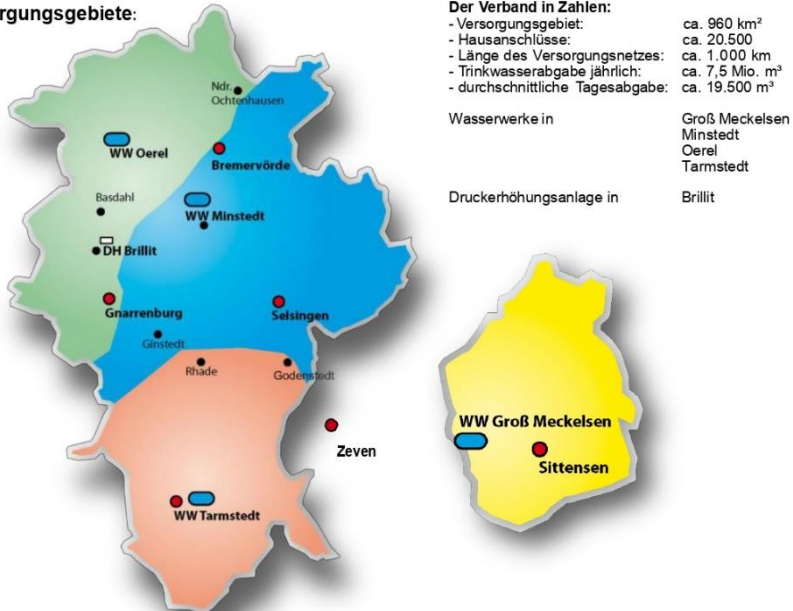 rgungsgebiete:
Der Verband in Zahlen:
- Versorgungsgebiet: ca. 960 km²
- Hausanschlüsse: ca. 20.500
- Länge des Versorgungsnetzes: ca. 1.000 km
- Trinkwasserabgabe jährlich: ca. 7,5 Mio. m³
- durchschnittliche Tagesabgabe: ca. 19.500 m³
Wasserwerke in Groß Meckelsen
Minstedt
Oerel
Tarmstedt
Druckerhöhungsanlage in Brillit
Ndr.
Ochtenhausen
WW Oerel
Bremervörde
Basdahl
WW Minstedt
DH Brillit
Gnarrenburg
Selsingen
Ginstedt
Rhade
Godenstedt
Zeven
WW Tarmstedt
WW Groß Meckelsen
Sittensen